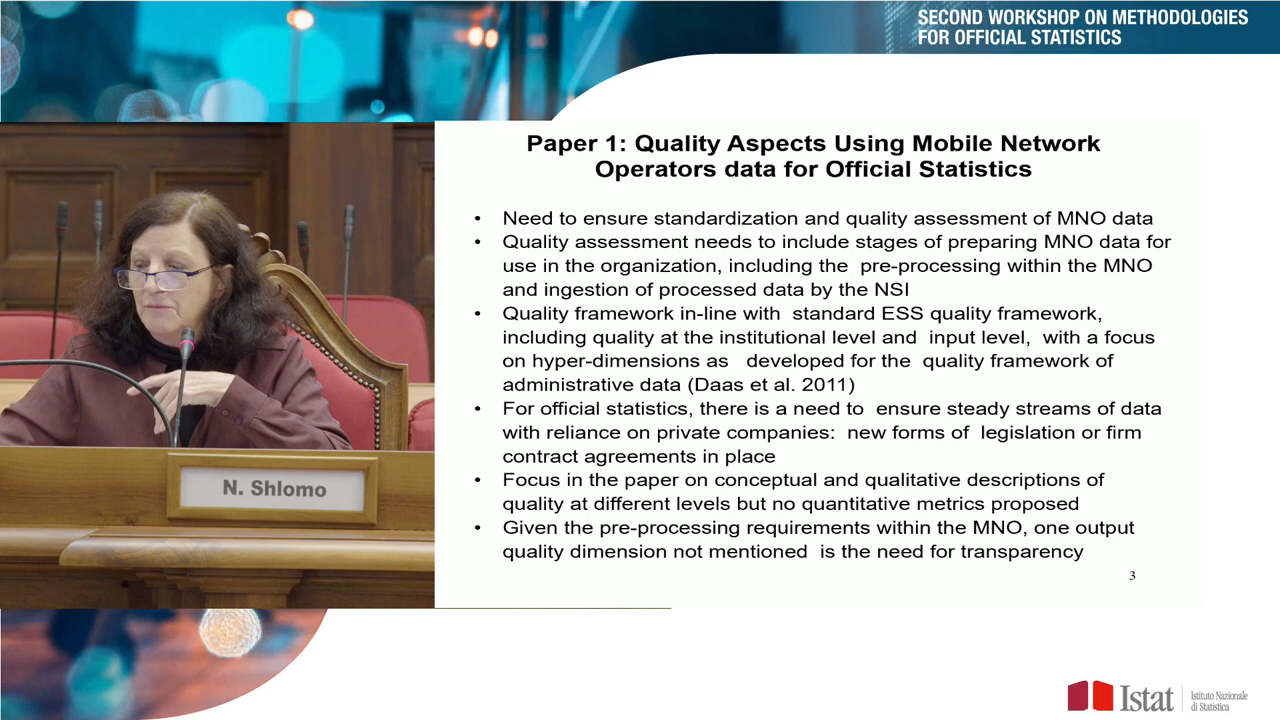 SECOND WORKSHOP ON METHODOLOGIES
FOR OFFICIAL STATISTICS
Paper 1: Quality Aspects Using Mobile Network
Operators data for Official Statistics
• Need to ensure standardization and quality assessment of MNO data
• Quality assessment needs to include stages of preparing MNO data for
use in the organization, including the pre-processing within the MNO
and ingestion of processed data by the NSI
• Quality framework in-line with standard ESS quality framework,
including quality at the institutional level and input level, with a focus
on hyper-dimensions as developed for the quality framework of
administrative data (Daas et al. 2011)
• For official statistics, there is a need to ensure steady streams of data
with reliance on private companies: new forms of legislation or firm
contract agreements in place
• Focus in the paper on conceptual and qualitative descriptions of
quality at different levels but no quantitative metrics proposed
• Given the pre-processing requirements within the MNO, one output
quality dimension not mentioned is the need for transparency
3
N. Shlomo
Istat
Istituto Nazionale
di Statistica